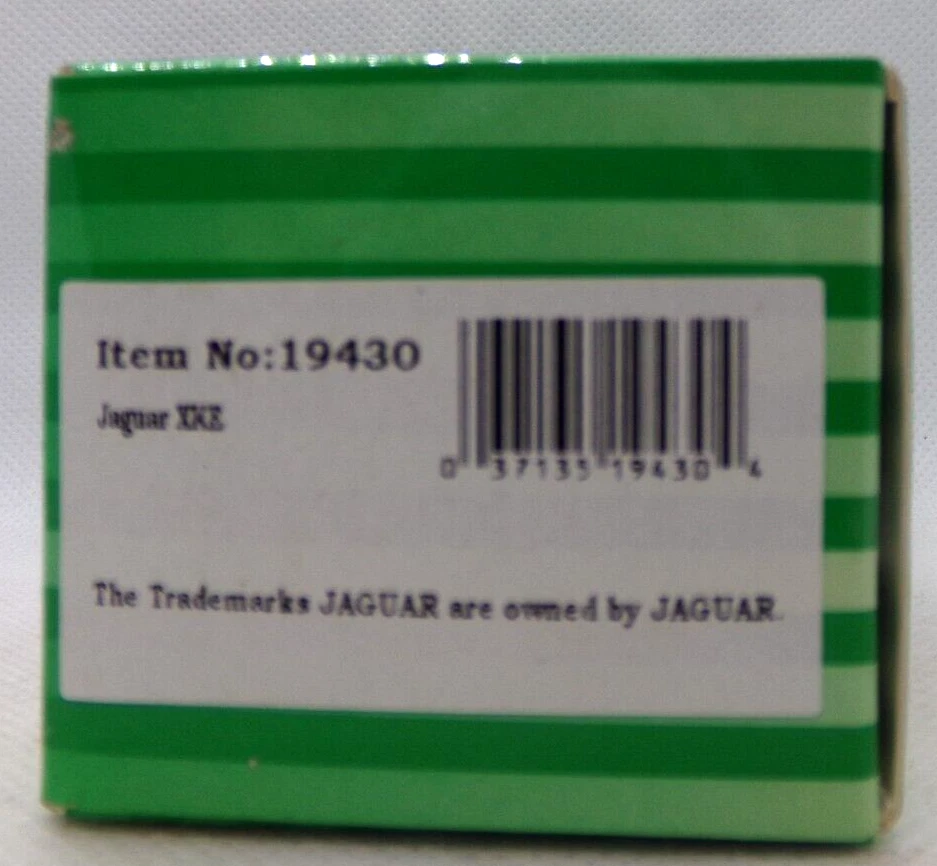 Item No:19430
Jaguar XKE
0 37135 19430 4
The Trademarks JAGUAR are owned by JAGUAR.